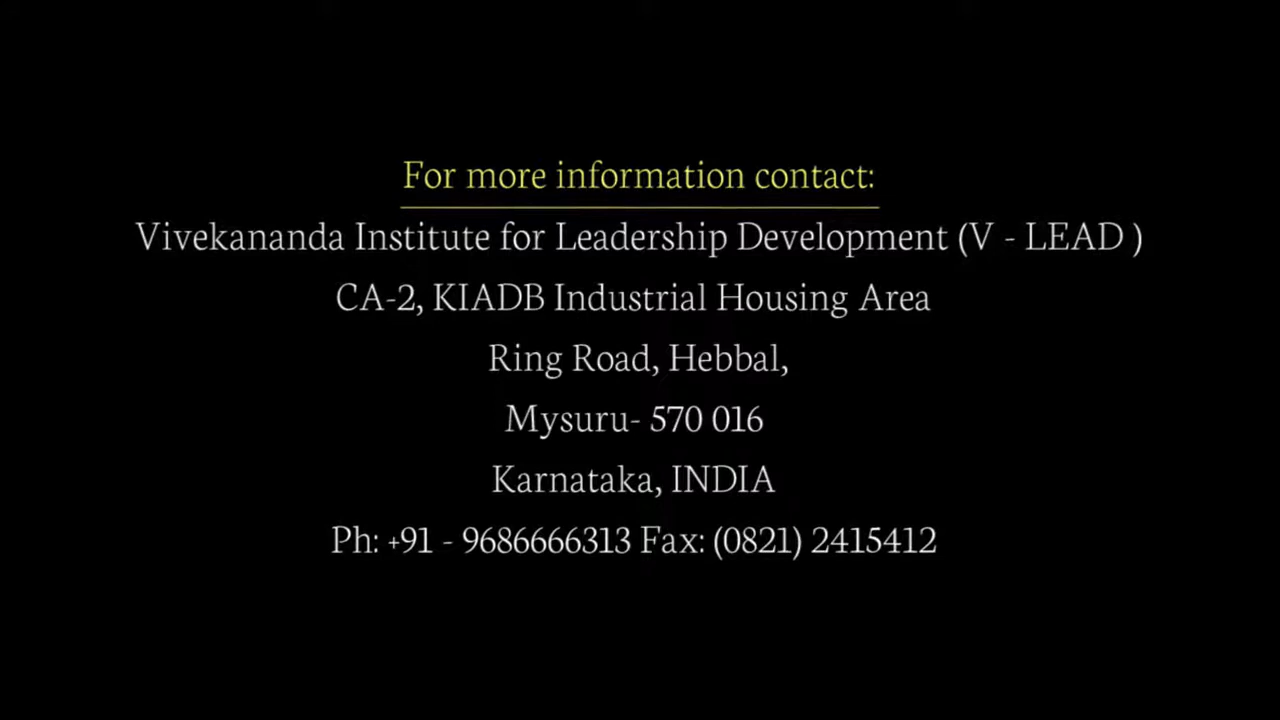 For more information contact:
Vivekananda Institute for Leadership Development (V - LEAD )
CA-2, KIADB Industrial Housing Area
Ring Road, Hebbal,
Mysuru- 570 016
Karnataka, INDIA
Ph: +91 - 9686666313 Fax: (0821) 2415412